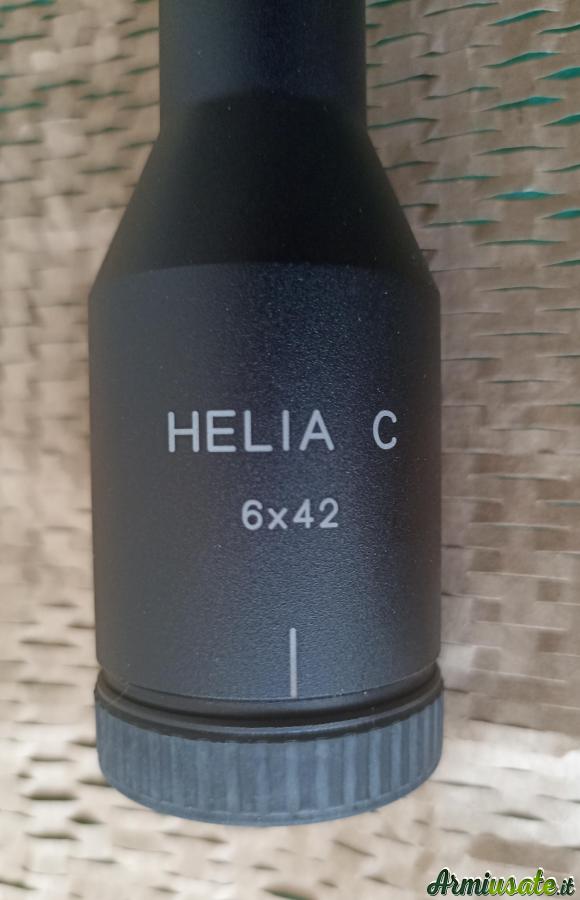 HELIA C
6x42
Armiusate.it